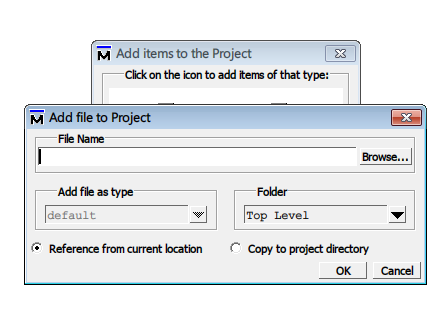 Add items to the Project
Click on the icon to add items of that type:
Add file to Project
File Name
Browse...
Add file as type
Folder
default
Top Level
Reference from current location
Copy to project directory
OK
Cancel